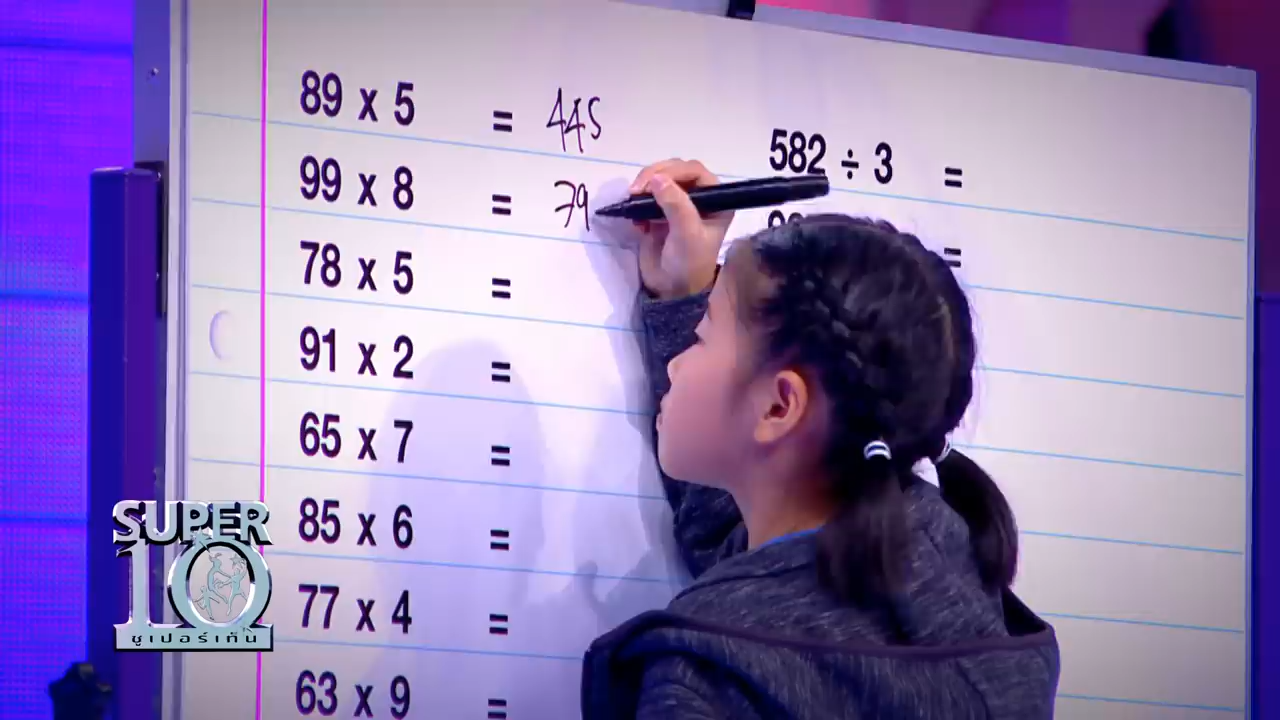 89 x 5 = 445
99 x 8 = 79
78 x 5 =
91 x 2 =
65 x 7 =
85 x 6 =
77 x 4 =
63 x 9 =
582 ÷ 3 =
=
SUPER
10
ซูเปอร์เท็น